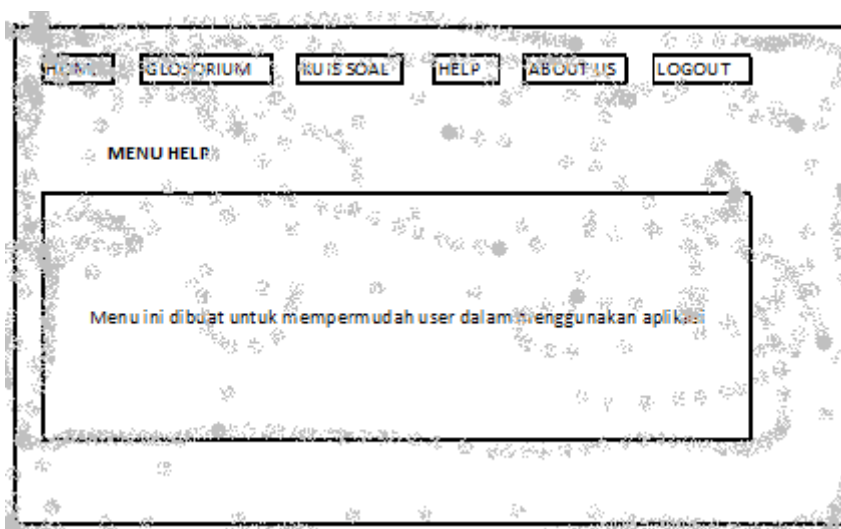 HOME GLOSORIUM KUIS SOAL HELP ABOUT US LOGOUT
MENU HELP
Menu ini dibuat untuk mempermudah user dalam menggunakan aplikasi